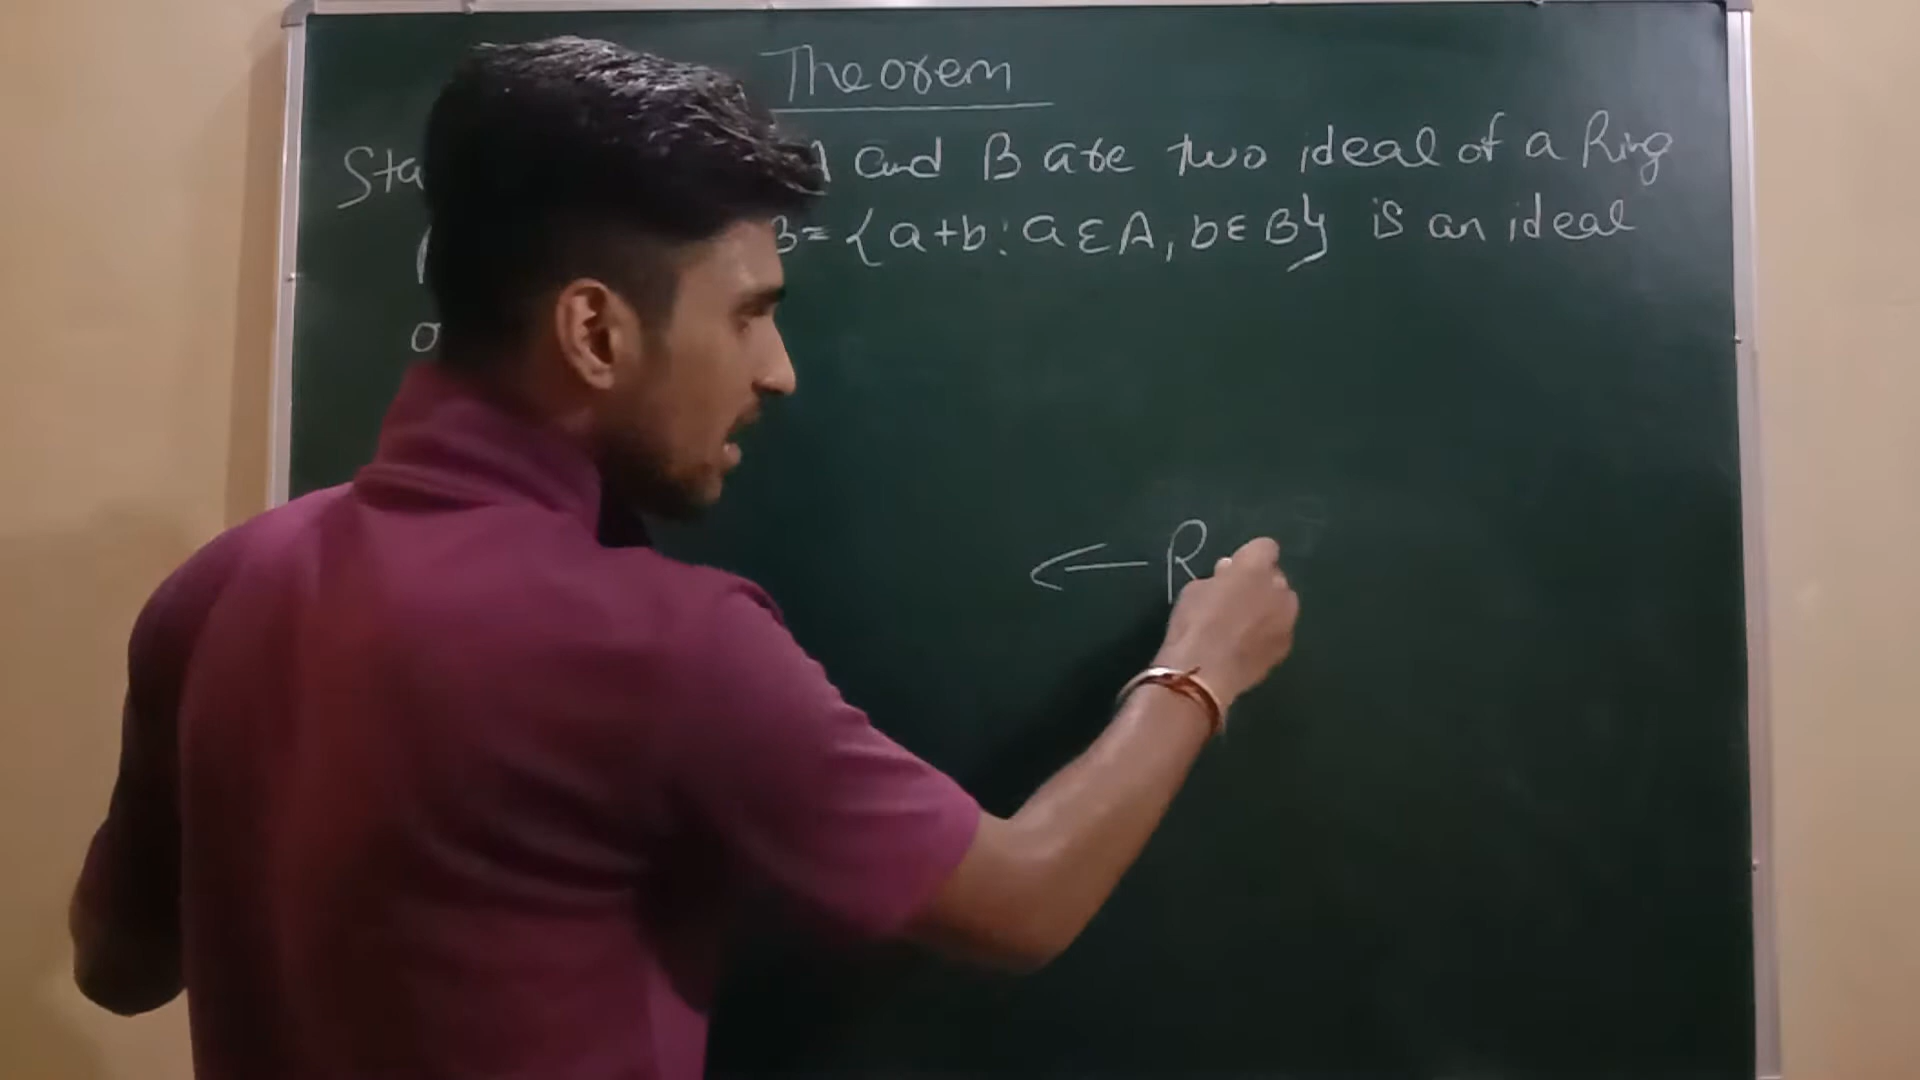 Theorem
Sta A and B are two ideal of a Ring
B = {a+b : a ∈ A, b ∈ B} is an ideal
o
← R